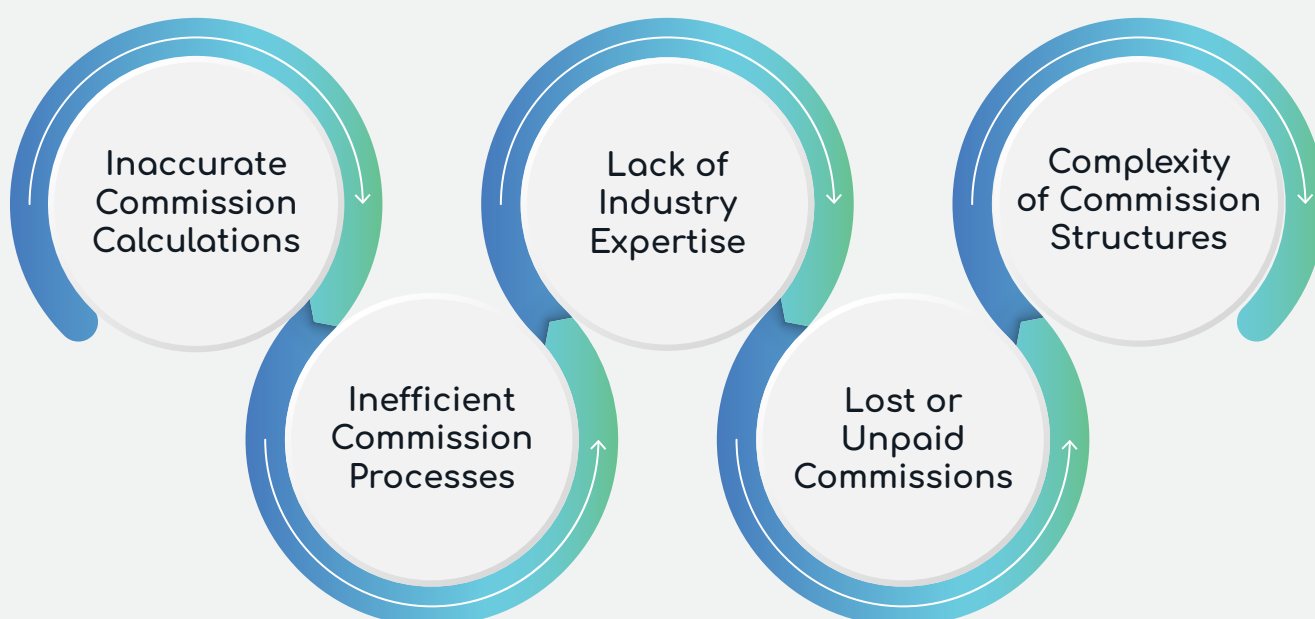 Inaccurate
Commission
Calculations
Inefficient
Commission
Processes
Lack of
Industry
Expertise
Lost or
Unpaid
Commissions
Complexity
of Commission
Structures